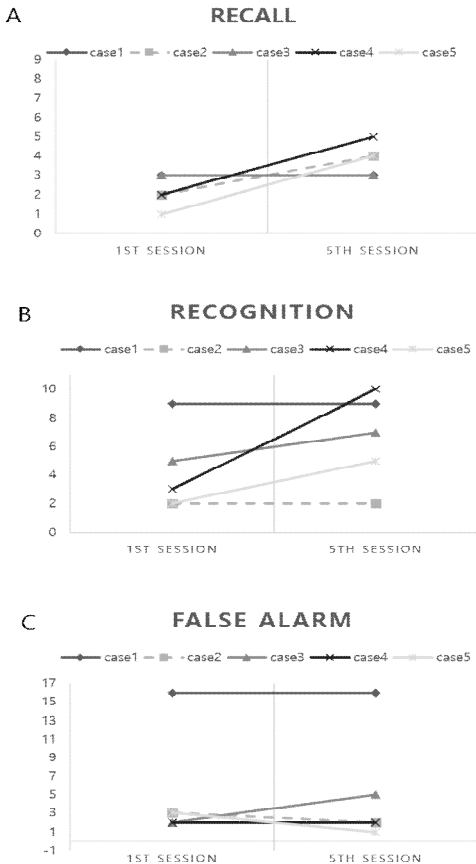 A
RECALL
case1 case2 case3 case4 case5
9
8
7
6
5
4
3
2
1
0
1ST SESSION 5TH SESSION
B
RECOGNITION
case1 case2 case3 case4 case5
10
8
6
4
2
0
1ST SESSION 5TH SESSION
C
FALSE ALARM
case1 case2 case3 case4 case5
17
15
13
11
9
7
5
3
1
-1
1ST SESSION 5TH SESSION